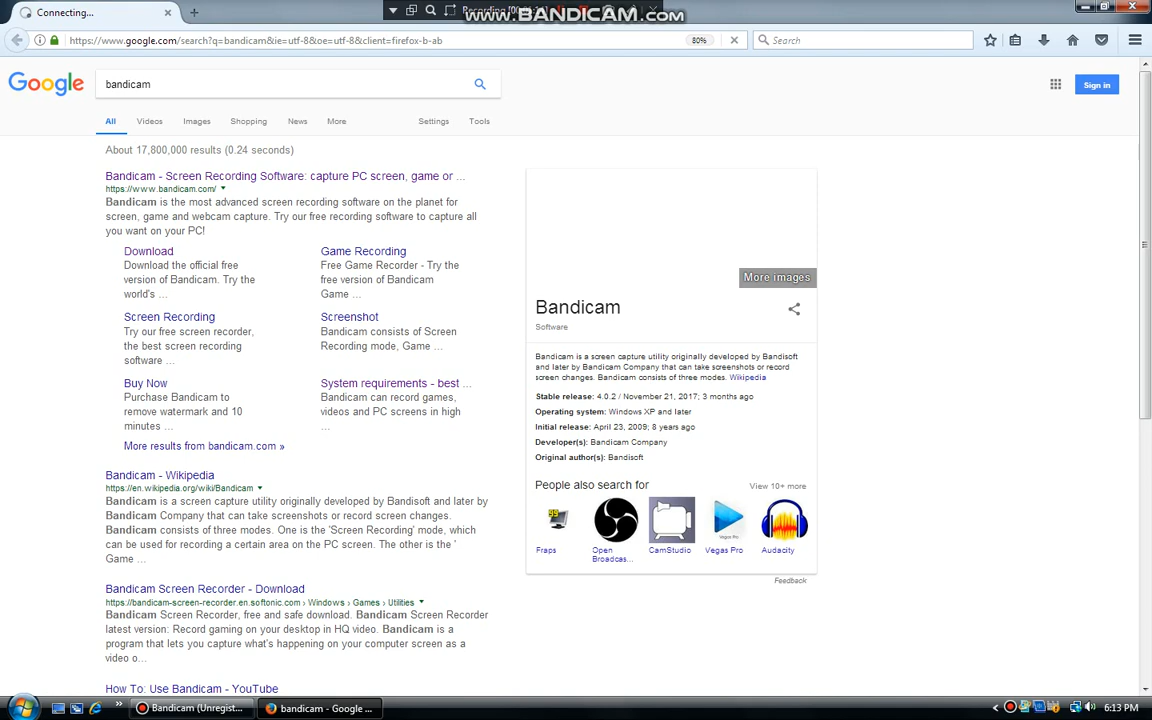 Connecting...
www.BANDICAM.com
https://www.google.com/search?q=bandicam&ie=utf-8&oe=utf-8&client=firefox-b-ab
80%
Search
Google
bandicam
Sign in
All
Videos
Images
Shopping
News
More
Settings
Tools
About 17,800,000 results (0.24 seconds)
Bandicam - Screen Recording Software: capture PC screen, game or ...
https://www.bandicam.com/
Bandicam is the most advanced screen recording software on the planet for
screen, game and webcam capture. Try our free recording software to capture all
you want on your PC!
Download
Download the official free
version of Bandicam. Try the
world's ...
Game Recording
Free Game Recorder - Try the
free version of Bandicam
Game ...
Screen Recording
Try our free screen recorder,
the best screen recording
software ...
Screenshot
Bandicam consists of Screen
Recording mode, Game ...
Buy Now
Purchase Bandicam to
remove watermark and 10
minutes ...
System requirements - best ...
Bandicam can record games,
videos and PC screens in high
...
More results from bandicam.com »
Bandicam - Wikipedia
https://en.wikipedia.org/wiki/Bandicam
Bandicam is a screen capture utility originally developed by Bandisoft and later by
Bandicam Company that can take screenshots or record screen changes.
Bandicam consists of three modes. One is the 'Screen Recording' mode, which
can be used for recording a certain area on the PC screen. The other is the '
Game ...
Bandicam Screen Recorder - Download
https://bandicam-screen-recorder.en.softonic.com › Windows › Games › Utilities
Bandicam Screen Recorder, free and safe download. Bandicam Screen Recorder
latest version: Record gaming on your desktop in HQ video. Bandicam is a
program that lets you capture what's happening on your computer screen as a
video o...
How To: Use Bandicam - YouTube
More images
Bandicam
Software
Bandicam is a screen capture utility originally developed by Bandisoft
and later by Bandicam Company that can take screenshots or record
screen changes. Bandicam consists of three modes. Wikipedia
Stable release: 4.0.2 / November 21, 2017; 3 months ago
Operating system: Windows XP and later
Initial release: April 23, 2009; 8 years ago
Developer(s): Bandicam Company
Original author(s): Bandisoft
People also search for
View 10+ more
Fraps
Open
Broadcas...
CamStudio
Vegas Pro
Audacity
Feedback
Bandicam (Unregist...
bandicam - Google ...
6:13 PM